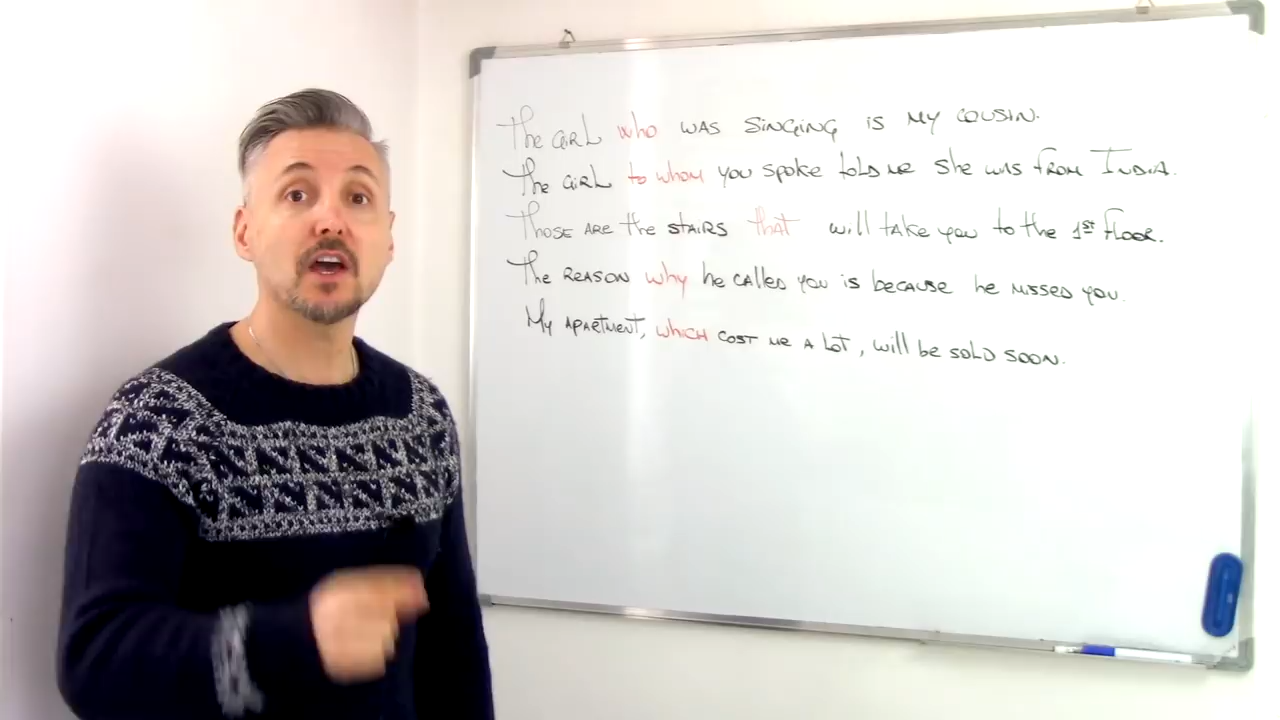 The girl who was singing is my cousin.
The girl to whom you spoke told me she was from India.
Those are the stairs that will take you to the 1st floor.
The reason why he called you is because he missed you.
My apartment, which cost me a lot, will be sold soon.